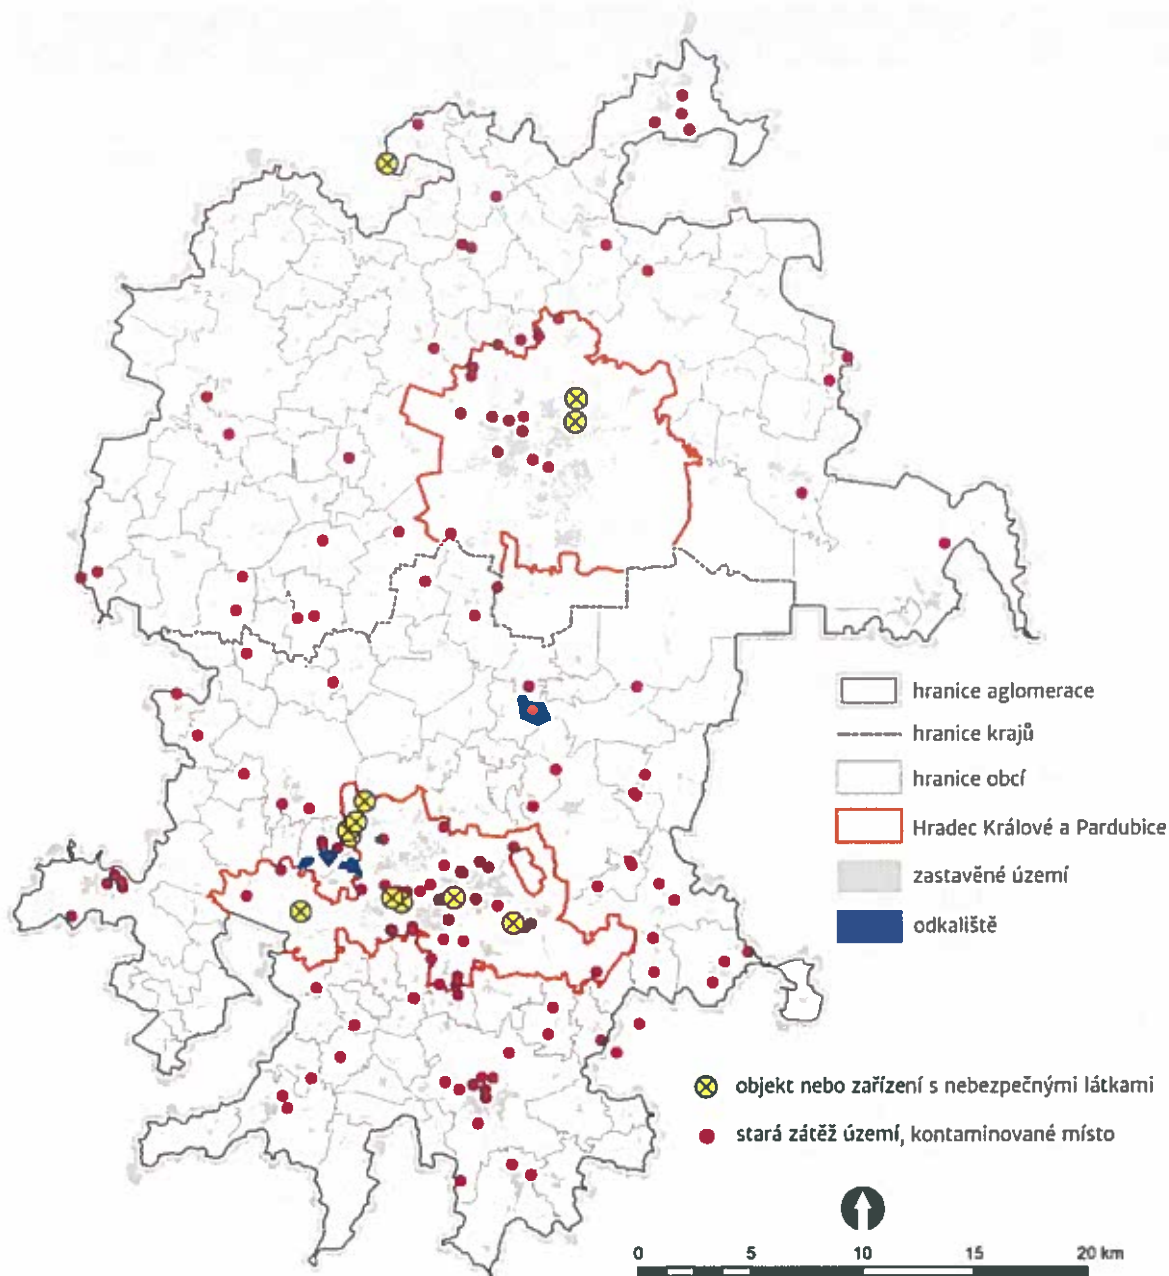 hranice aglomerace
hranice krajů
hranice obcí
Hradec Králové a Pardubice
zastavěné území
odkaliště
objekt nebo zařízení s nebezpečnými látkami
stará zátěž území, kontaminované místo
0 5 10 15 20 km